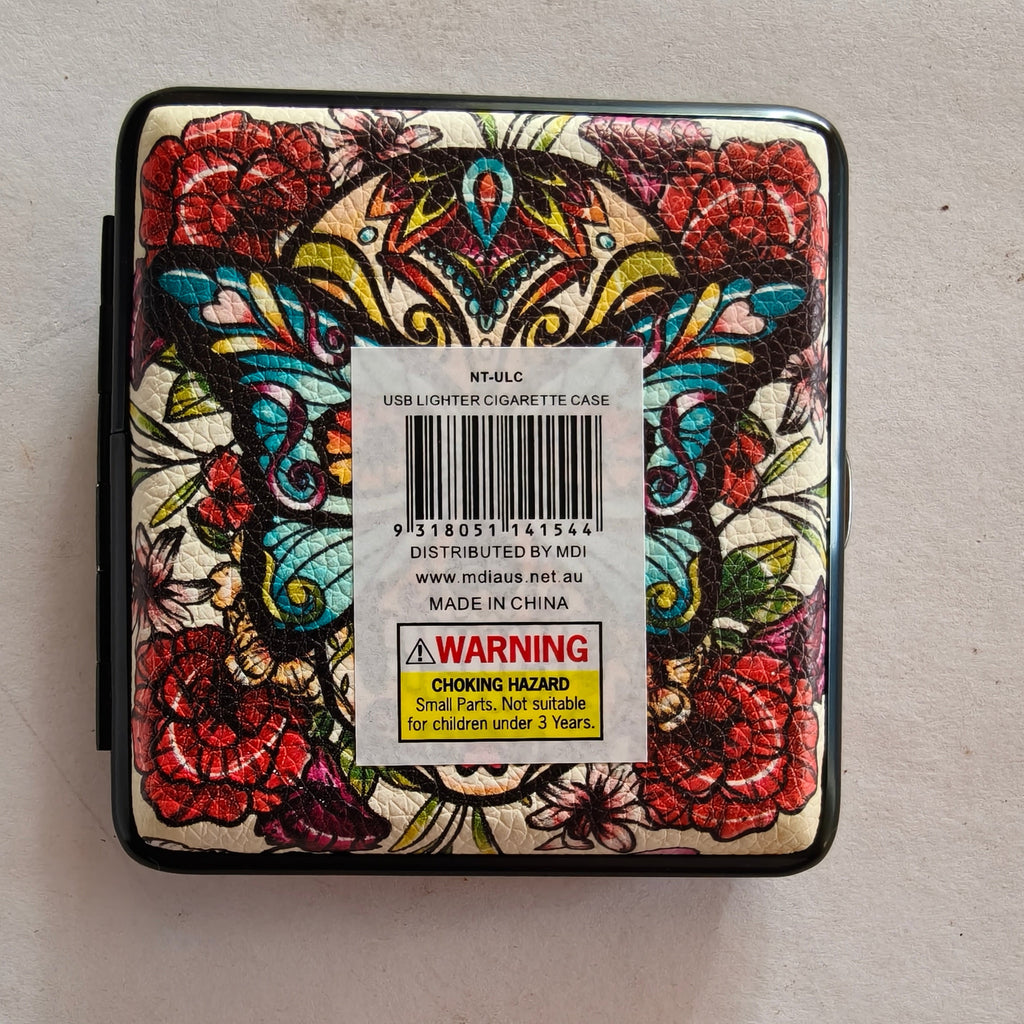 NT-ULC
USB LIGHTER CIGARETTE CASE
9 318051 141544
DISTRIBUTED BY MDI
www.mdiaus.net.au
MADE IN CHINA
WARNING
CHOKING HAZARD
Small Parts. Not suitable
for children under 3 Years.